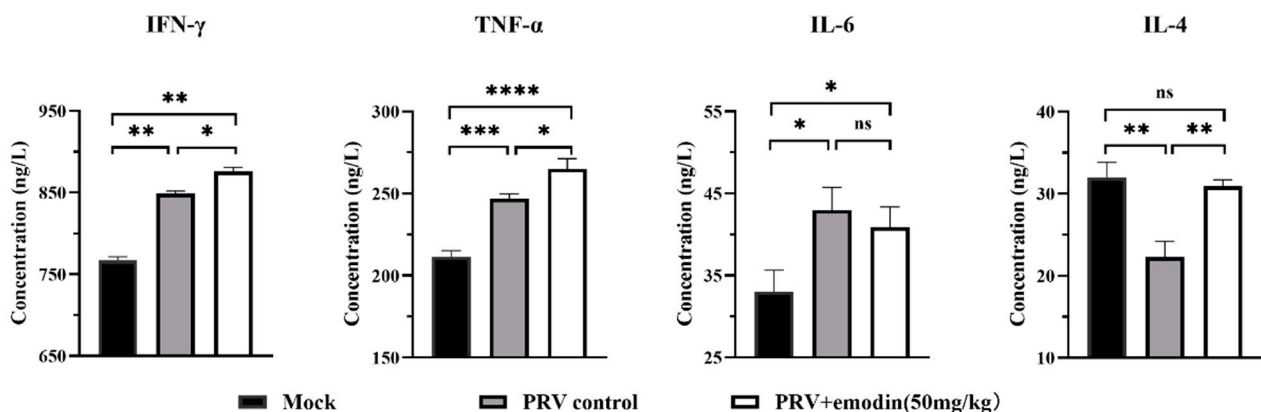 IFN-γ
TNF-α
IL-6
IL-4
Concentration (ng/L)
950
850
750
650
**
**
*
Concentration (ng/L)
300
250
200
150
****
***
*
Concentration (ng/L)
55
45
35
25
*
*
ns
Concentration (ng/L)
40
30
20
10
ns
**
**
Mock
PRV control
PRV+emodin(50mg/kg)